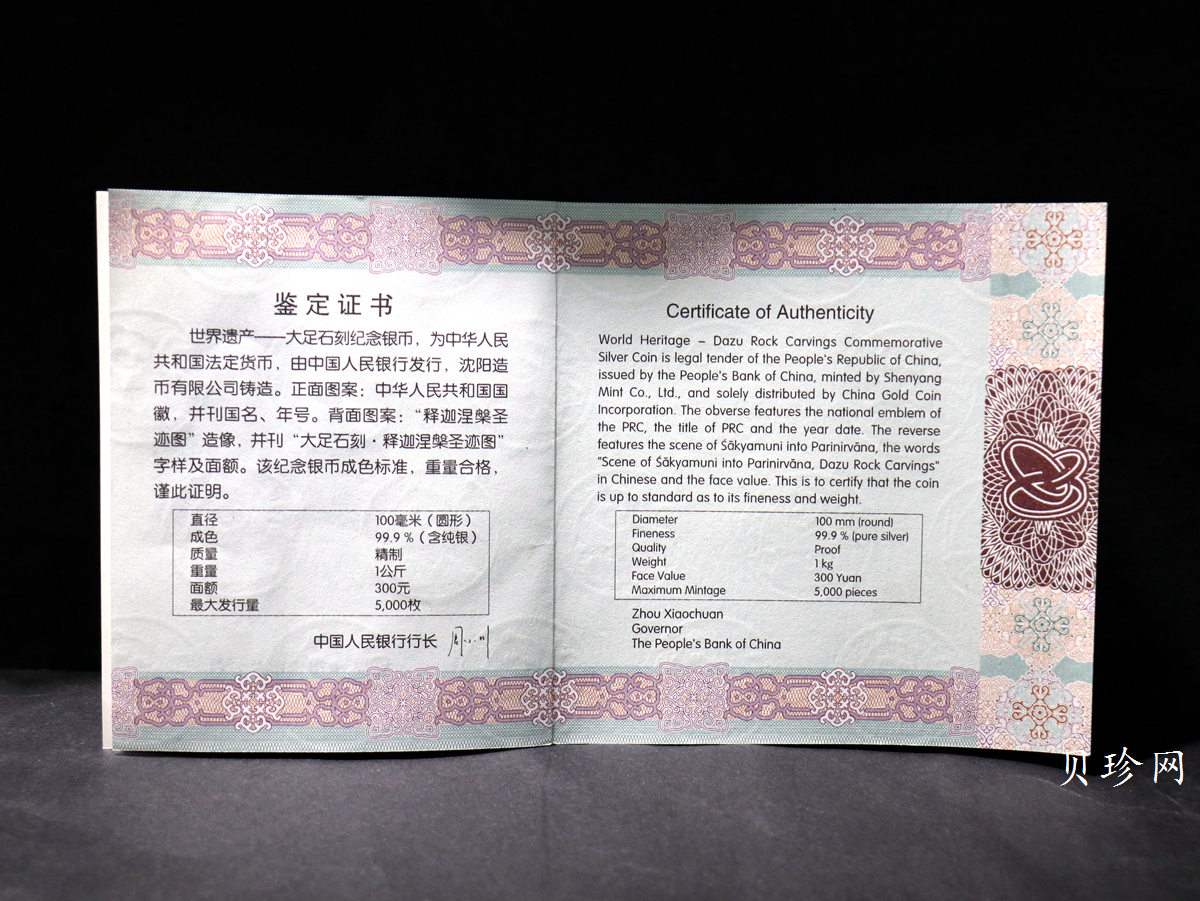 鉴定证书
世界遗产——大足石刻纪念银币，为中华人民
共和国法定货币，由中国人民银行发行，沈阳造
币有限公司铸造。正面图案：中华人民共和国国
徽，并刊国名、年号。背面图案：“释迦涅槃圣
迹图”造像，并刊“大足石刻·释迦涅槃圣迹图”
字样及面额。该纪念银币成色标准，重量合格，
谨此证明。
直径 100毫米（圆形）
成色 99.9％（含纯银）
质量 精制
重量 1公斤
面额 300元
最大发行量 5,000枚
中国人民银行行长
Certificate of Authenticity
World Heritage – Dazu Rock Carvings Commemorative
Silver Coin is legal tender of the People's Republic of China,
issued by the People's Bank of China, minted by Shenyang
Mint Co., Ltd., and solely distributed by China Gold Coin
Incorporation. The obverse features the national emblem of
the PRC, the title of PRC and the year date. The reverse
features the scene of Śākyamuni into Parinirvāna, the words
"Scene of Śākyamuni into Parinirvāna, Dazu Rock Carvings"
in Chinese and the face value. This is to certify that the coin
is up to standard as to its fineness and weight.
Diameter 100 mm (round)
Fineness 99.9 % (pure silver)
Quality Proof
Weight 1 kg
Face Value 300 Yuan
Maximum Mintage 5,000 pieces
Zhou Xiaochuan
Governor
The People's Bank of China
贝珍网